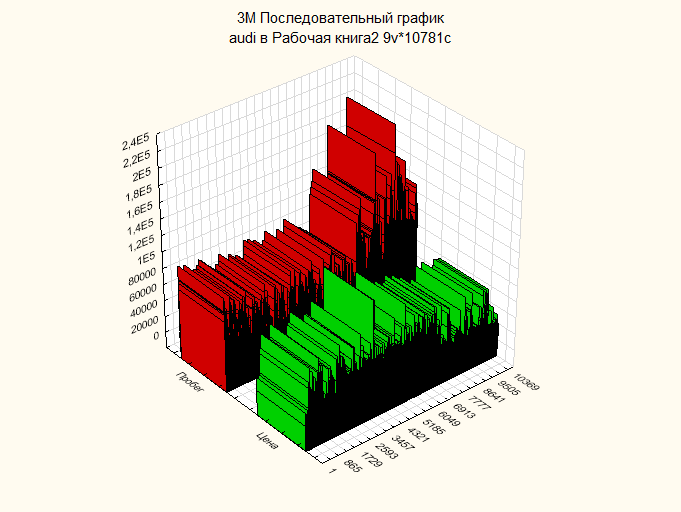 3М Последовательный график
audi в Рабочая книга2 9v*10781c
2,4E5
2,2E5
2E5
1,8E5
1,6E5
1,4E5
1,2E5
1E5
80000
60000
40000
20000
0
Пробег
Цена
1
865
1729
2593
3457
4321
5185
6049
6913
7777
8641
9505
10369